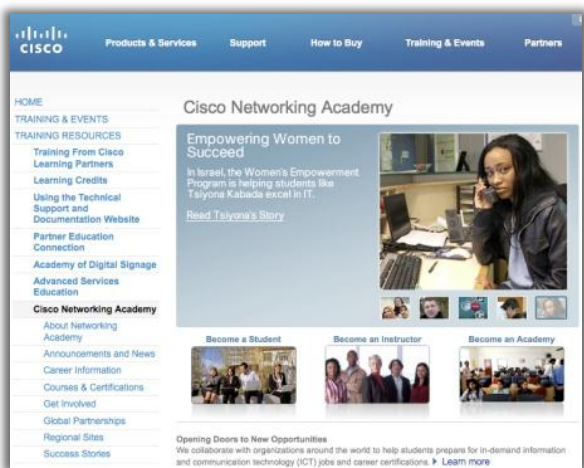 CISCO
Products & Services
Support
How to Buy
Training & Events
Partners
HOME
TRAINING & EVENTS
TRAINING RESOURCES
Training From Cisco
Learning Partners
Learning Credits
Using the Technical
Support and
Documentation Website
Partner Education
Connection
Academy of Digital Signage
Advanced Services
Education
Cisco Networking Academy
About Networking
Academy
Announcements and News
Career Information
Courses & Certifications
Get Involved
Global Partnerships
Regional Sites
Success Stories
Cisco Networking Academy
Empowering Women to
Succeed
In Israel, the Women's Empowerment
Program is helping students like
Tsiyona Kabada excel in IT.
Read Tsiyona's Story
Become a Student
Become an Instructor
Become an Academy
Opening Doors to New Opportunities
We collaborate with organizations around the world to help students prepare for in-demand information
and communication technology (ICT) jobs and career certifications. Learn more